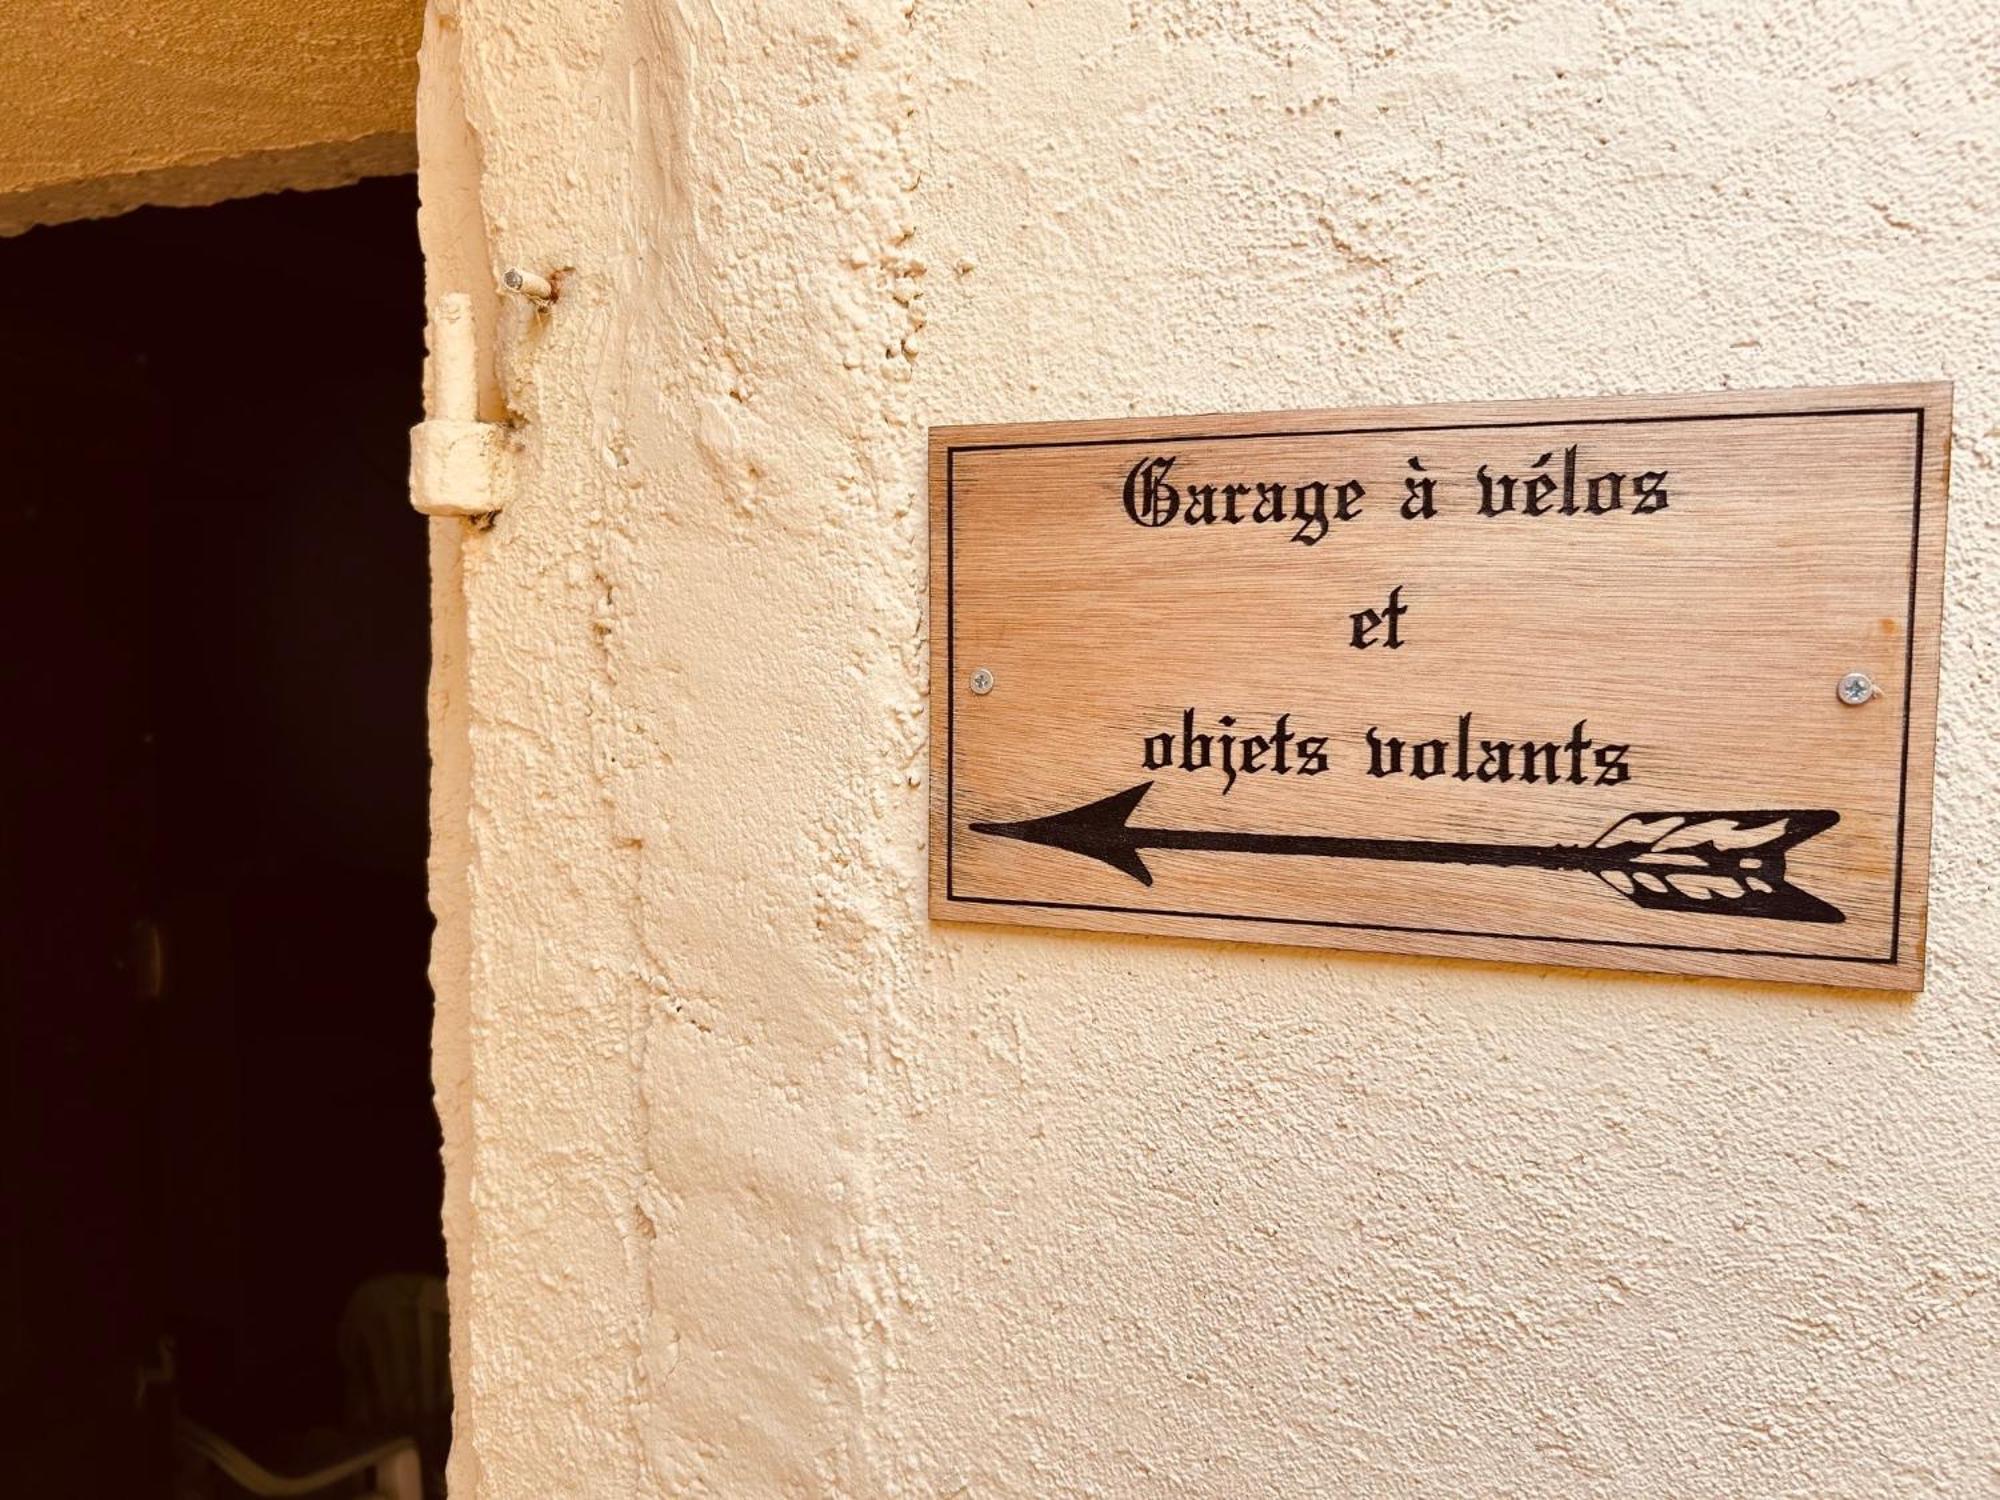 Garage à vélos
et
objets volants